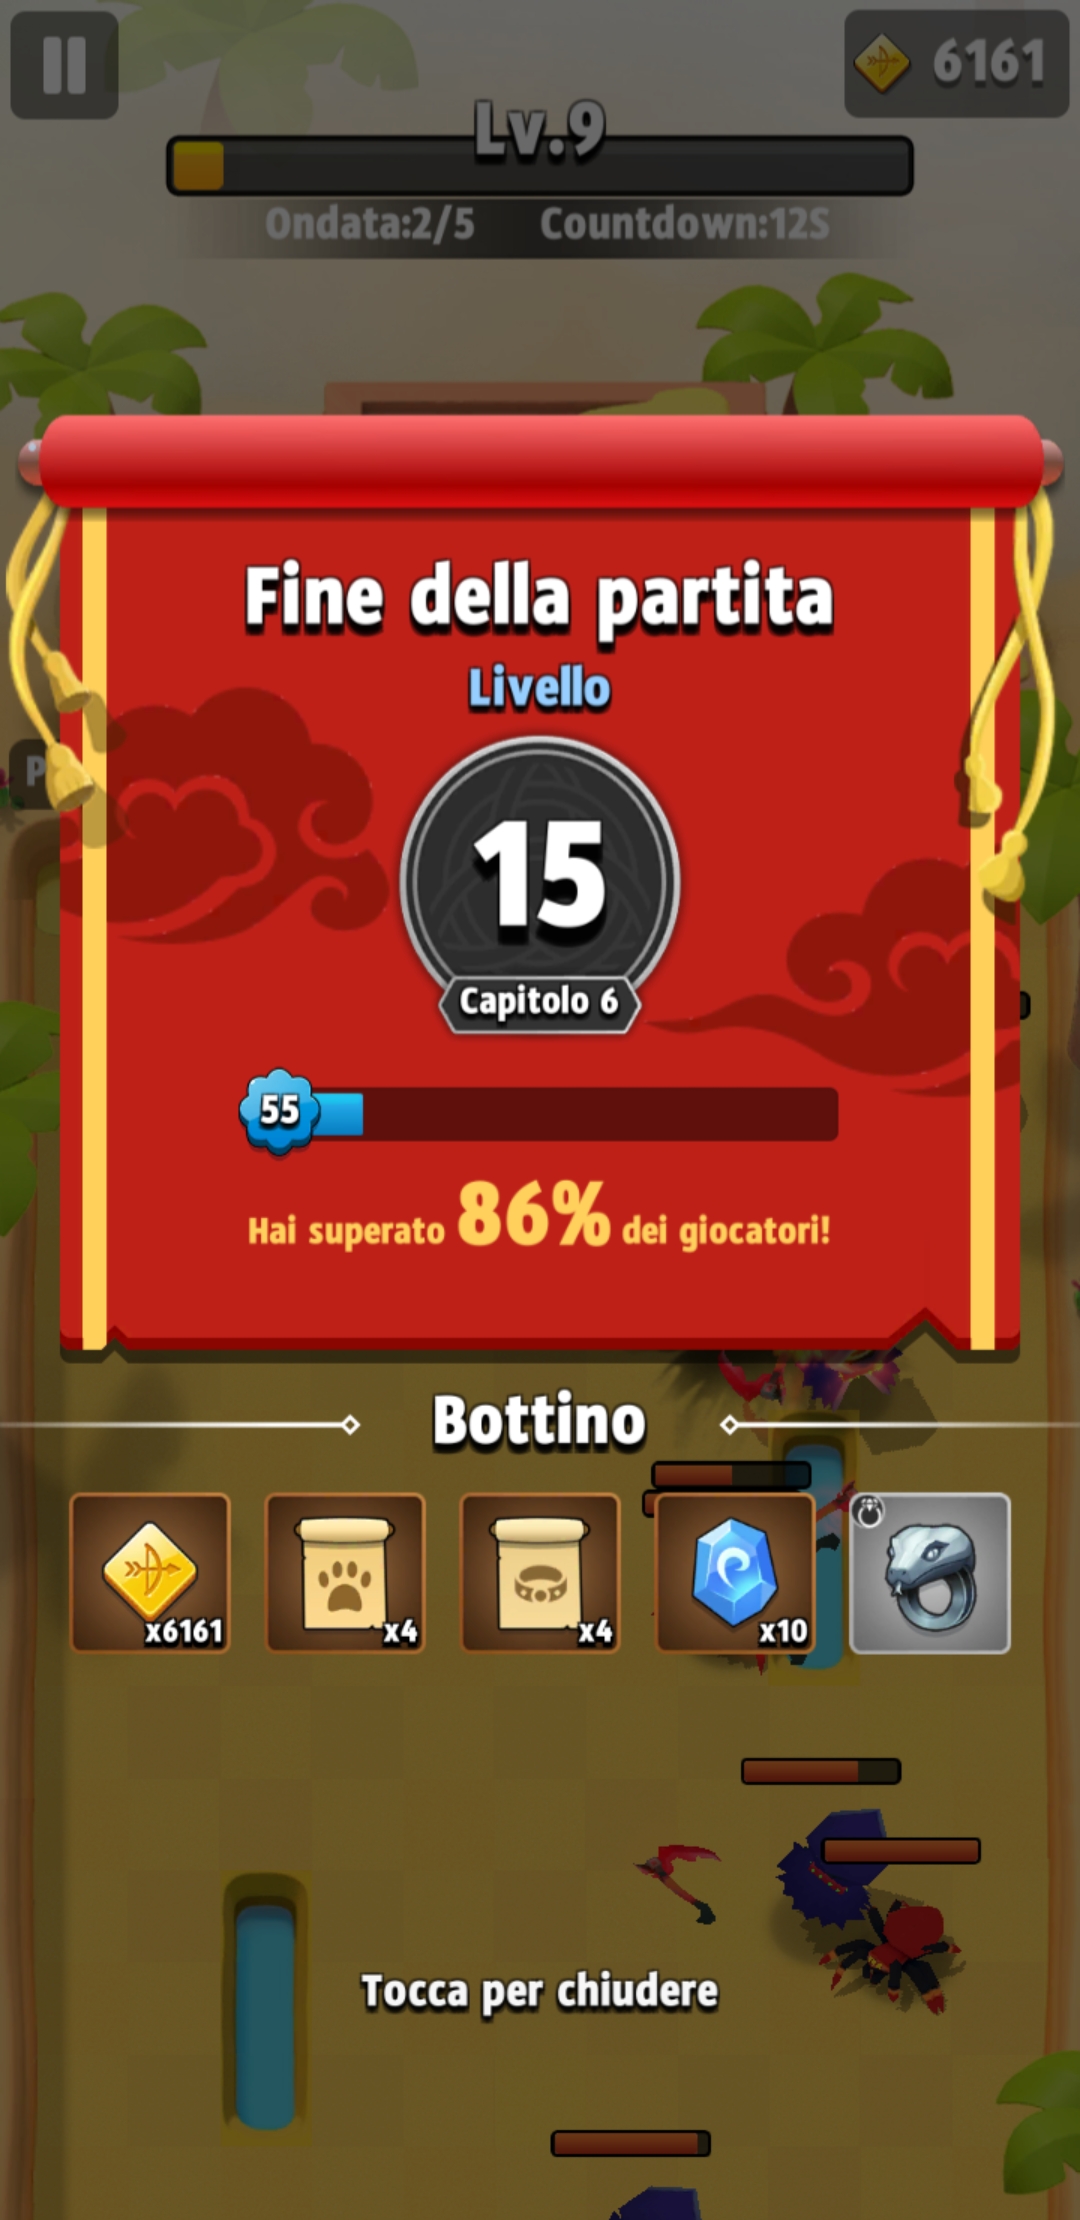 6161
Lv.9
Ondata:2/5 Countdown:12S
Fine della partita
Livello
15
Capitolo 6
55
Hai superato 86% dei giocatori!
Bottino
x6161 x4 x4 x10
Tocca per chiudere